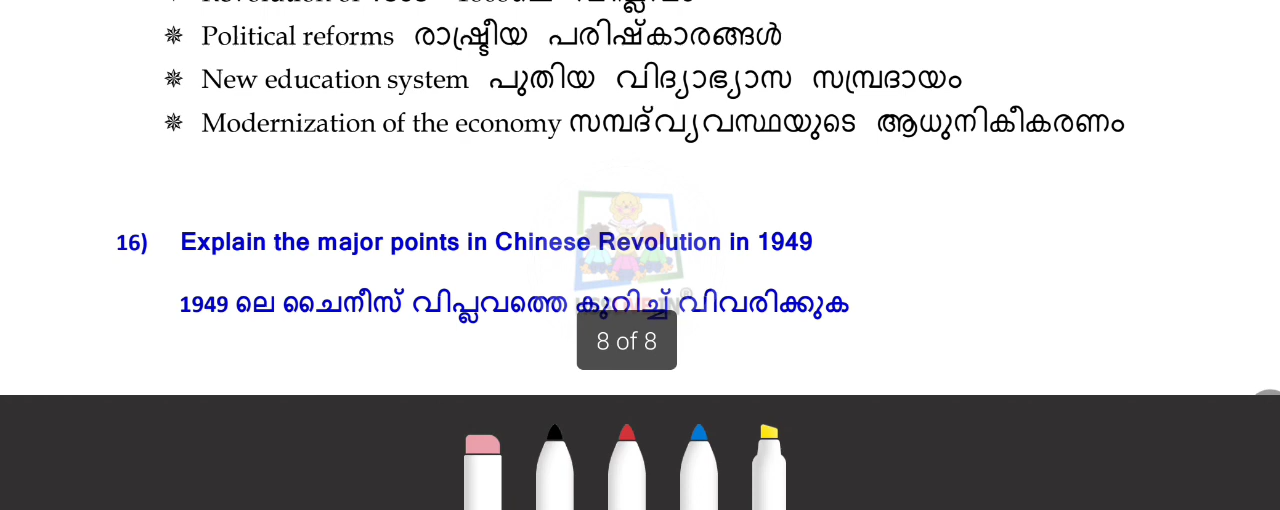 ✵ Political reforms രാഷ്ട്രീയ പരിഷ്കാരങ്ങൾ
✵ New education system പുതിയ വിദ്യാഭ്യാസ സമ്പ്രദായം
✵ Modernization of the economy സമ്പദ്‌വ്യവസ്ഥയുടെ ആധുനികീകരണം
16) Explain the major points in Chinese Revolution in 1949
1949 ലെ ചൈനീസ് വിപ്ലവത്തെ കുറിച്ച് വിവരിക്കുക
8 of 8